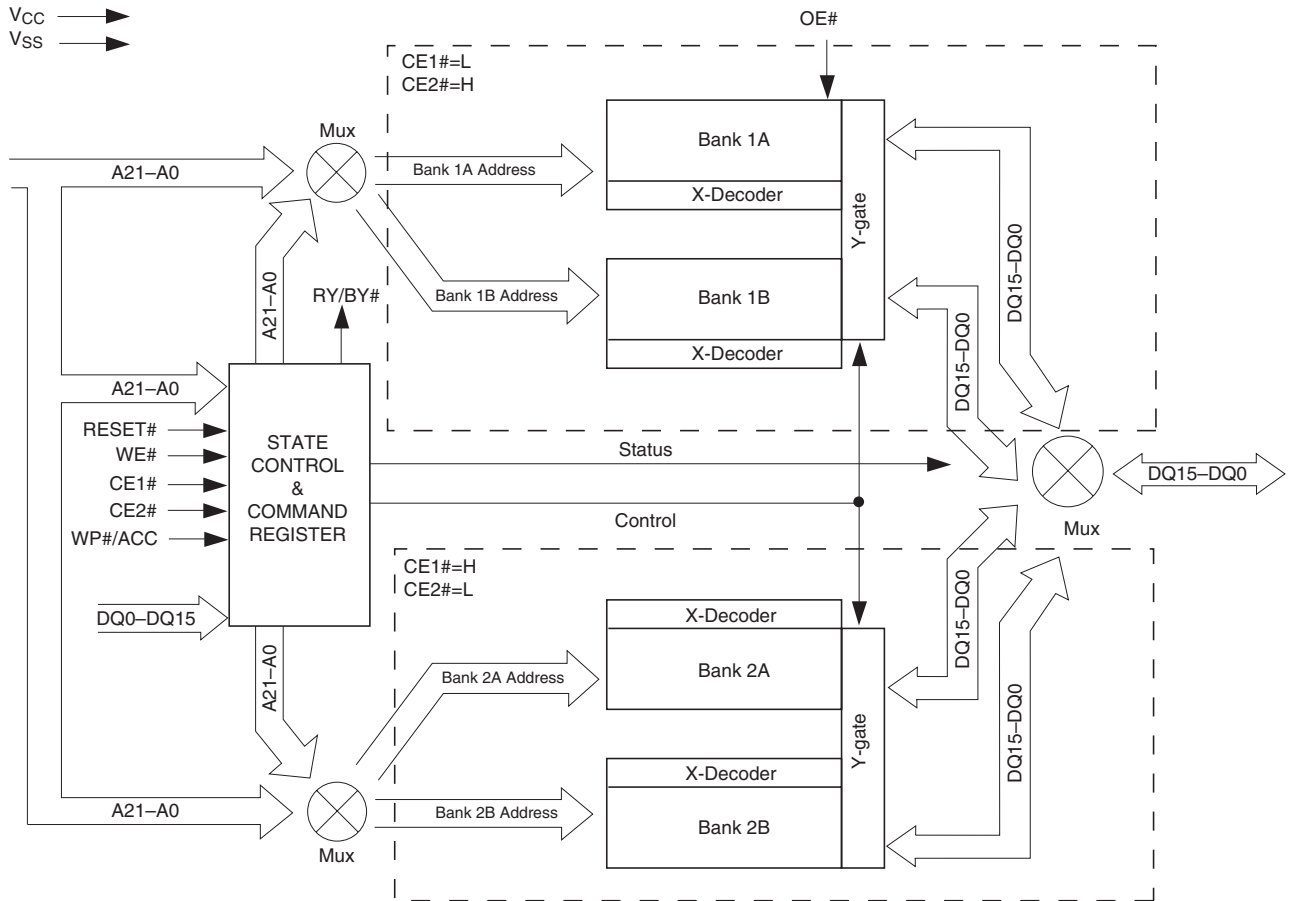 VCC
VSS
OE#
CE1#=L
CE2#=H
Mux
A21–A0
Bank 1A Address
Bank 1A
X-Decoder
Y-gate
DQ15–DQ0
A21–A0
RY/BY#
Bank 1B Address
Bank 1B
X-Decoder
DQ15–DQ0
A21–A0
RESET#
WE#
CE1#
CE2#
WP#/ACC
DQ0–DQ15
STATE
CONTROL
&
COMMAND
REGISTER
Status
Control
DQ15–DQ0
Mux
CE1#=H
CE2#=L
A21–A0
X-Decoder
Bank 2A Address
Bank 2A
Y-gate
DQ15–DQ0
DQ15–DQ0
X-Decoder
A21–A0
Bank 2B Address
Bank 2B
Mux